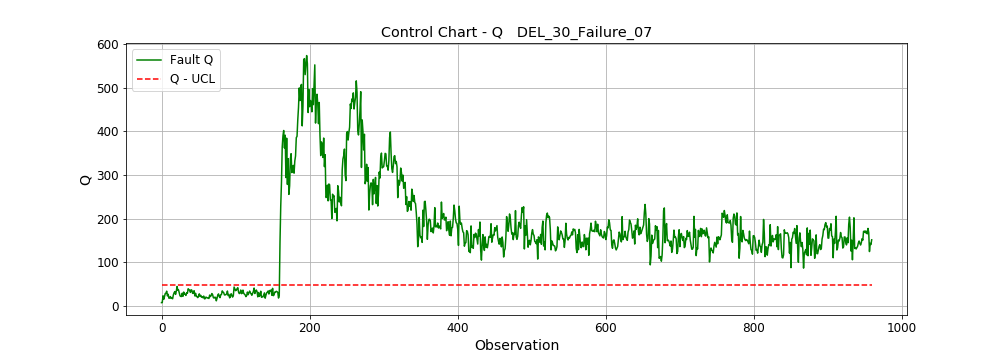 Control Chart - Q   DEL_30_Failure_07
Fault Q
Q - UCL
600
500
400
300
200
100
0
Q
0 200 400 600 800 1000
Observation